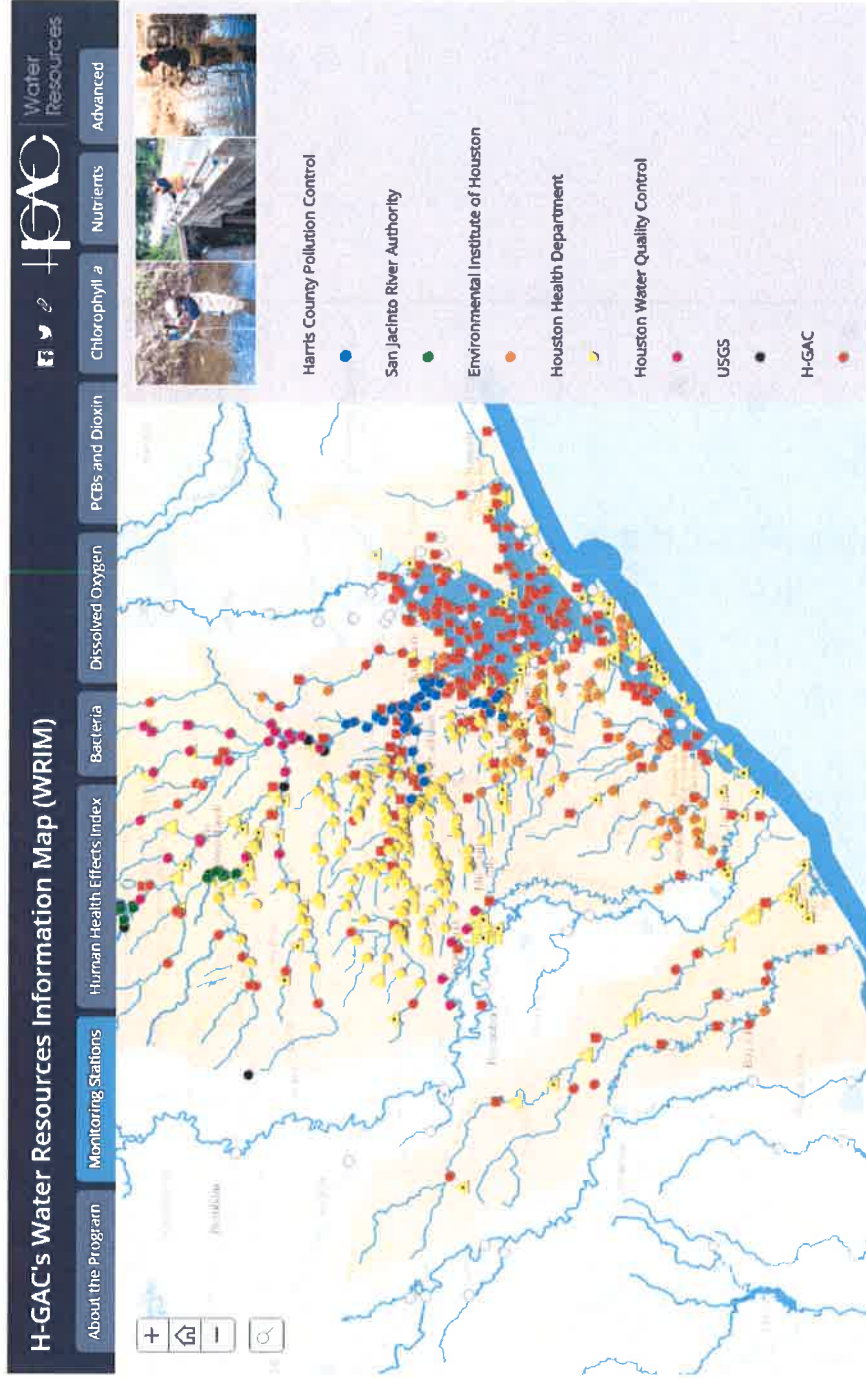 H-GAC's Water Resources Information Map (WRIM)
HGAC
Water
Resources
About the Program
Monitoring Stations
Human Health Effects Index
Bacteria
Dissolved Oxygen
PCBs and Dioxin
Chlorophyll a
Nutrients
Advanced
+
−
Harris County Pollution Control
San Jacinto River Authority
Environmental Institute of Houston
Houston Health Department
Houston Water Quality Control
USGS
H-GAC